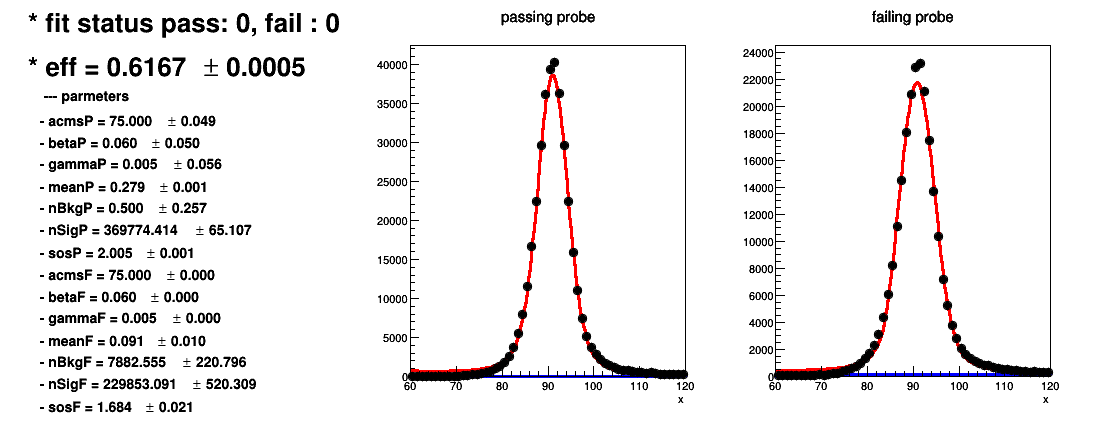 * fit status pass: 0, fail : 0
* eff = 0.6167 ± 0.0005
--- parmeters
- acmsP = 75.000 ± 0.049
- betaP = 0.060 ± 0.050
- gammaP = 0.005 ± 0.056
- meanP = 0.279 ± 0.001
- nBkgP = 0.500 ± 0.257
- nSigP = 369774.414 ± 65.107
- sosP = 2.005 ± 0.001
- acmsF = 75.000 ± 0.000
- betaF = 0.060 ± 0.000
- gammaF = 0.005 ± 0.000
- meanF = 0.091 ± 0.010
- nBkgF = 7882.555 ± 220.796
- nSigF = 229853.091 ± 520.309
- sosF = 1.684 ± 0.021
passing probe
40000
35000
30000
25000
20000
15000
10000
5000
0
60 70 80 90 100 110 120
x
failing probe
24000
22000
20000
18000
16000
14000
12000
10000
8000
6000
4000
2000
0
60 70 80 90 100 110 120
x